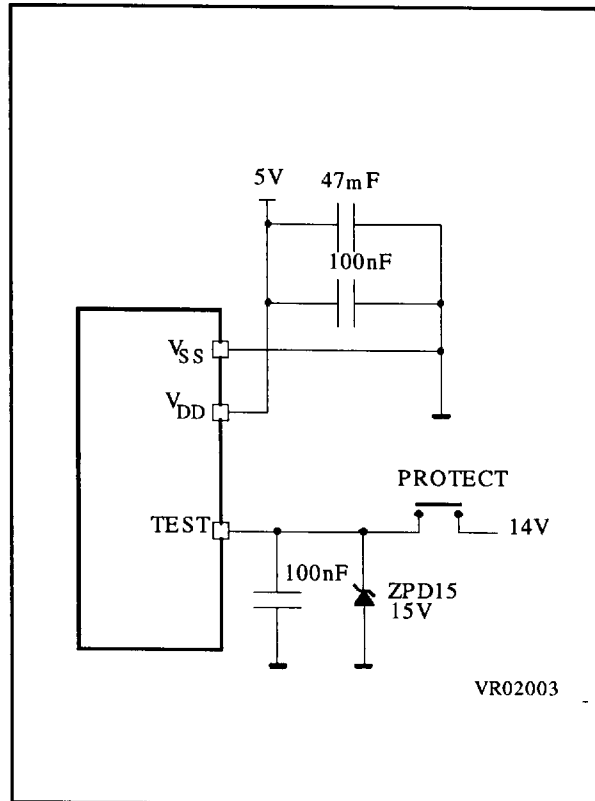 5V 47mF
100nF
VSS
VDD
PROTECT
TEST 14V
100nF ZPD15
15V
VR02003